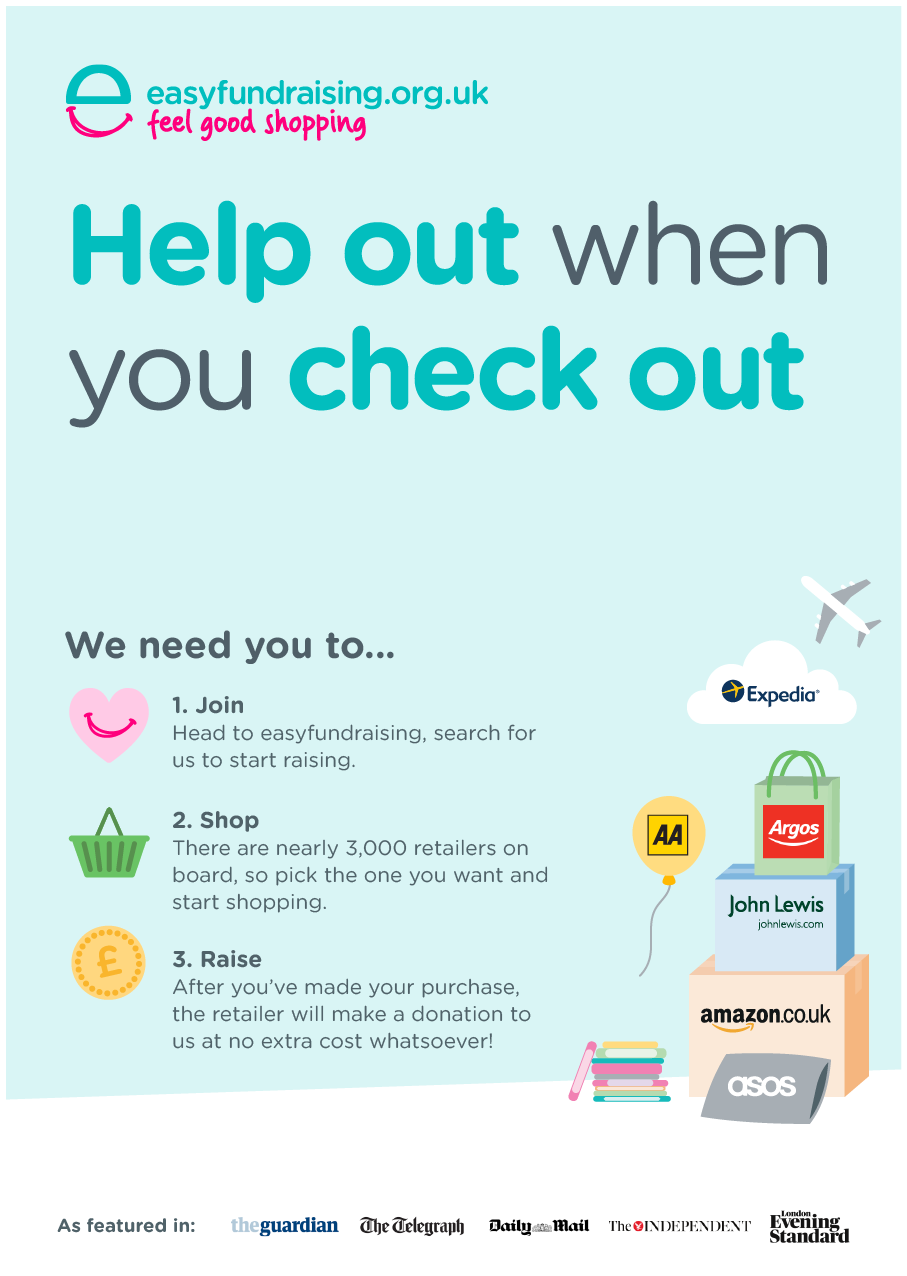 easyfundraising.org.uk
feel good shopping
Help out when
you check out
We need you to...
1. Join
Head to easyfundraising, search for
us to start raising.
2. Shop
There are nearly 3,000 retailers on
board, so pick the one you want and
start shopping.
3. Raise
After you’ve made your purchase,
the retailer will make a donation to
us at no extra cost whatsoever!
Expedia®
AA
Argos
John Lewis
johnlewis.com
amazon.co.uk
asos
As featured in: theguardian The Telegraph Daily Mail The INDEPENDENT London Evening Standard